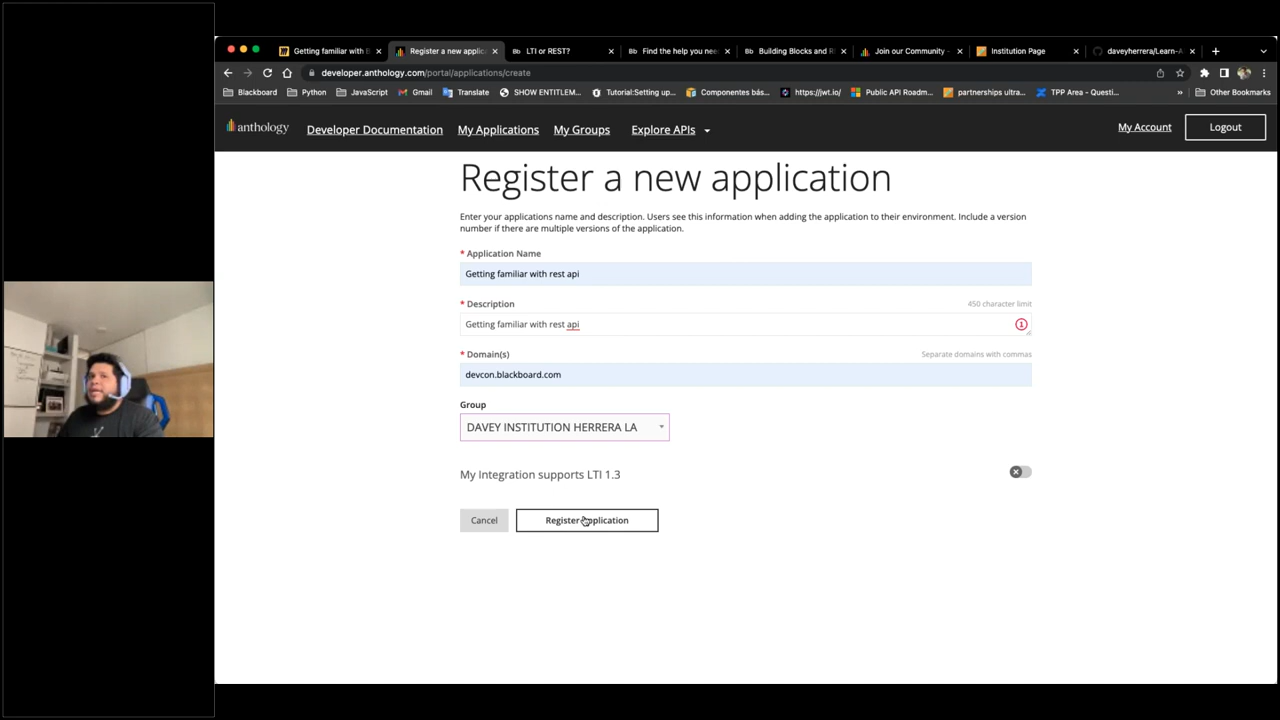 Getting familiar with
Register a new applic
LTI or REST?
Find the help you nee
Building Blocks and R
Join our Community -
Institution Page
daveyherrera/Learn-A
developer.anthology.com/portal/applications/create
Blackboard
Python
JavaScript
Gmail
Translate
SHOW ENTITLEM...
Tutorial:Setting up...
Componentes bás...
https://jwt.io/
Public API Roadm...
partnerships ultra...
TPP Area - Questi...
»
Other Bookmarks
anthology
Developer Documentation
My Applications
My Groups
Explore APIs
My Account
Logout
Register a new application
Enter your applications name and description. Users see this information when adding the application to their environment. Include a version
number if there are multiple versions of the application.
* Application Name
Getting familiar with rest api
* Description
450 character limit
Getting familiar with rest api
* Domain(s)
Separate domains with commas
devcon.blackboard.com
Group
DAVEY INSTITUTION HERRERA LA
My Integration supports LTI 1.3
Cancel
Register Application